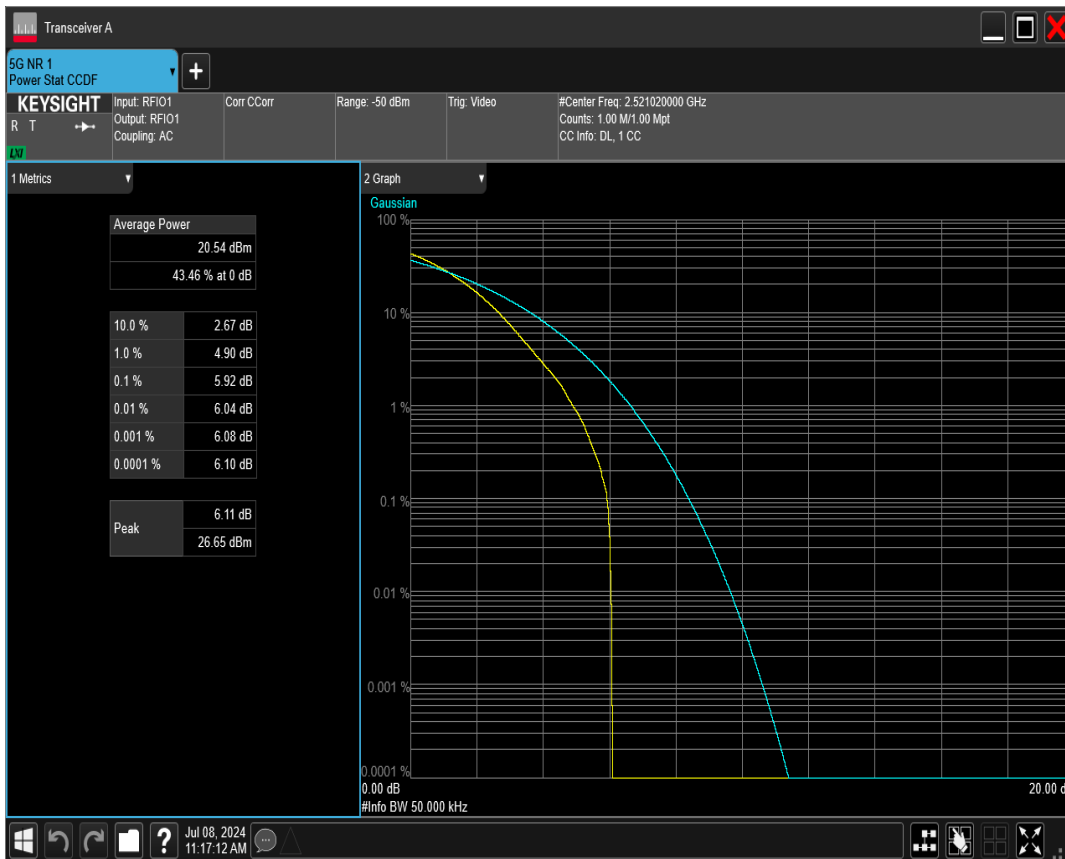 Transceiver A
5G NR 1
Power Stat CCDF
+
KEYSIGHT
R T
LXI
Input: RFIO1
Output: RFIO1
Coupling: AC
Corr CCorr
Range: -50 dBm
Trig: Video
#Center Freq: 2.521020000 GHz
Counts: 1.00 M/1.00 Mpt
CC Info: DL, 1 CC
1 Metrics
Average Power
20.54 dBm
43.46 % at 0 dB
10.0 % 2.67 dB
1.0 % 4.90 dB
0.1 % 5.92 dB
0.01 % 6.04 dB
0.001 % 6.08 dB
0.0001 % 6.10 dB
Peak 6.11 dB
26.65 dBm
2 Graph
Gaussian
100 %
10 %
1 %
0.1 %
0.01 %
0.001 %
0.0001 %
0.00 dB 20.00 d
#Info BW 50.000 kHz
?
Jul 08, 2024
11:17:12 AM